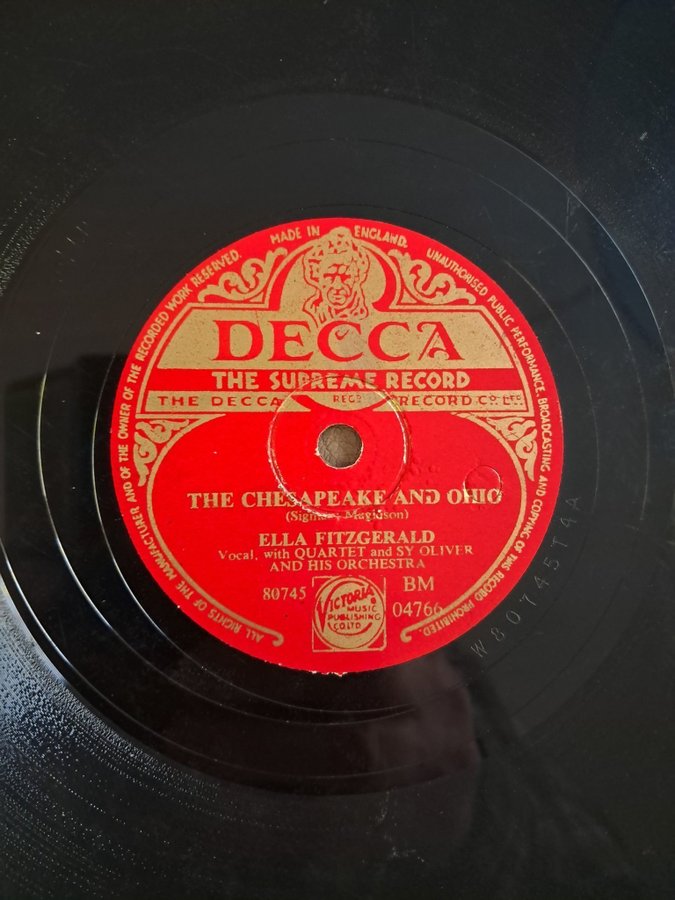 MADE IN ENGLAND.
UNAUTHORISED PUBLIC PERFORMANCE, BROADCASTING AND COPYING OF THIS RECORD PROHIBITED
ALL RIGHTS OF THE MANUFACTURER AND OF THE OWNER OF THE RECORDED WORK RESERVED.
DECCA
THE SUPREME RECORD
THE DECCA REGD RECORD CO LTD
THE CHESAPEAKE AND OHIO
Magidson)
ELLA FITZGERALD
Vocal, with QUARTET and SY OLIVER
AND HIS ORCHESTRA
80745
BM
04766
VICTORIA
MUSIC
PUBLISHING
CO LTD
W80745T4A